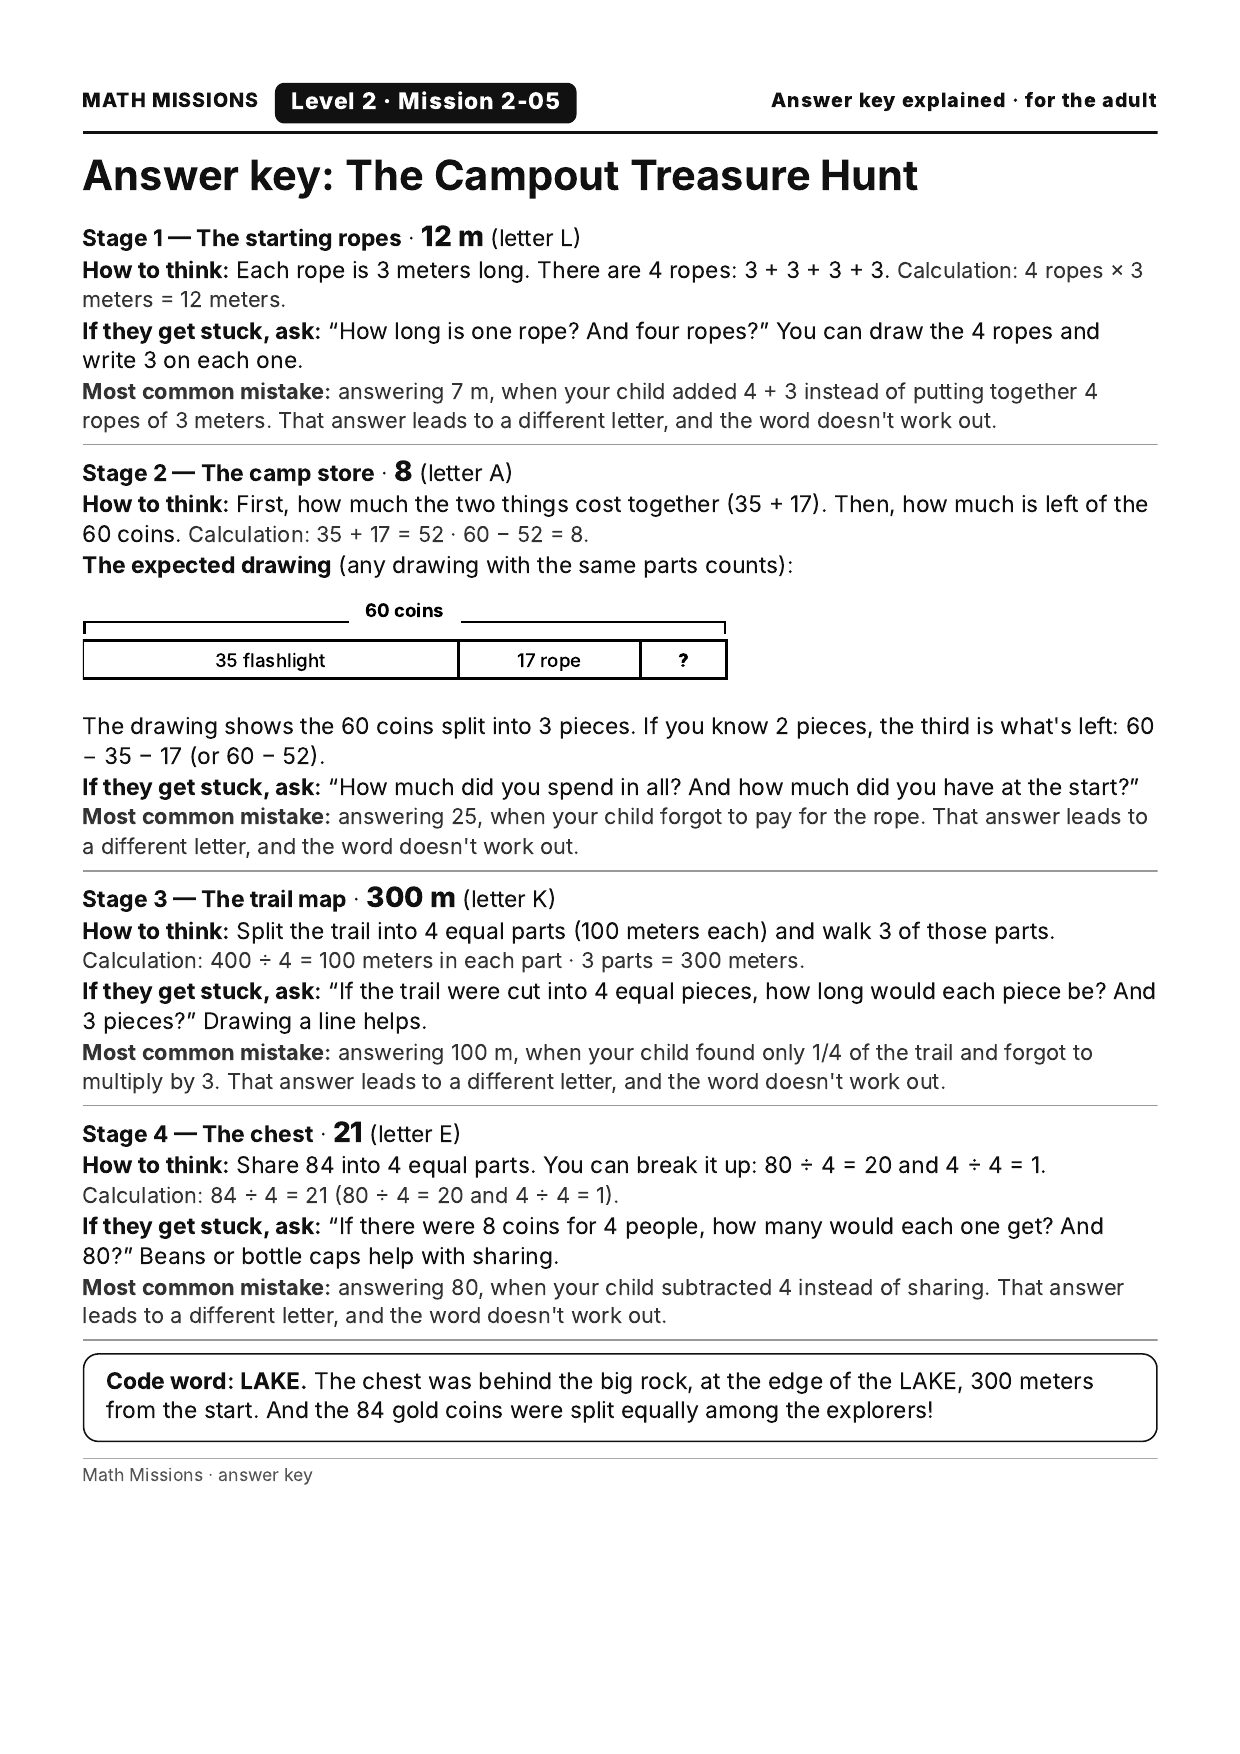 MATH MISSIONS Level 2 · Mission 2-05 Answer key explained · for the adult
Answer key: The Campout Treasure Hunt
Stage 1 — The starting ropes · 12 m (letter L)
How to think: Each rope is 3 meters long. There are 4 ropes: 3 + 3 + 3 + 3. Calculation: 4 ropes × 3
meters = 12 meters.
If they get stuck, ask: “How long is one rope? And four ropes?” You can draw the 4 ropes and
write 3 on each one.
Most common mistake: answering 7 m, when your child added 4 + 3 instead of putting together 4
ropes of 3 meters. That answer leads to a different letter, and the word doesn't work out.
Stage 2 — The camp store · 8 (letter A)
How to think: First, how much the two things cost together (35 + 17). Then, how much is left of the
60 coins. Calculation: 35 + 17 = 52 · 60 − 52 = 8.
The expected drawing (any drawing with the same parts counts):
60 coins
35 flashlight 17 rope ?
The drawing shows the 60 coins split into 3 pieces. If you know 2 pieces, the third is what's left: 60
− 35 − 17 (or 60 − 52).
If they get stuck, ask: “How much did you spend in all? And how much did you have at the start?”
Most common mistake: answering 25, when your child forgot to pay for the rope. That answer leads to
a different letter, and the word doesn't work out.
Stage 3 — The trail map · 300 m (letter K)
How to think: Split the trail into 4 equal parts (100 meters each) and walk 3 of those parts.
Calculation: 400 ÷ 4 = 100 meters in each part · 3 parts = 300 meters.
If they get stuck, ask: “If the trail were cut into 4 equal pieces, how long would each piece be? And
3 pieces?” Drawing a line helps.
Most common mistake: answering 100 m, when your child found only 1/4 of the trail and forgot to
multiply by 3. That answer leads to a different letter, and the word doesn't work out.
Stage 4 — The chest · 21 (letter E)
How to think: Share 84 into 4 equal parts. You can break it up: 80 ÷ 4 = 20 and 4 ÷ 4 = 1.
Calculation: 84 ÷ 4 = 21 (80 ÷ 4 = 20 and 4 ÷ 4 = 1).
If they get stuck, ask: “If there were 8 coins for 4 people, how many would each one get? And
80?” Beans or bottle caps help with sharing.
Most common mistake: answering 80, when your child subtracted 4 instead of sharing. That answer
leads to a different letter, and the word doesn't work out.
Code word: LAKE. The chest was behind the big rock, at the edge of the LAKE, 300 meters
from the start. And the 84 gold coins were split equally among the explorers!
Math Missions · answer key